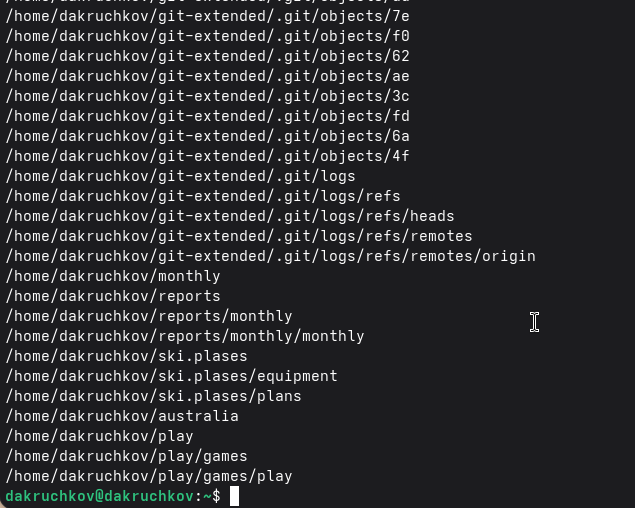 /home/dakruchkov/git-extended/.git/objects/7e
/home/dakruchkov/git-extended/.git/objects/f0
/home/dakruchkov/git-extended/.git/objects/62
/home/dakruchkov/git-extended/.git/objects/ae
/home/dakruchkov/git-extended/.git/objects/3c
/home/dakruchkov/git-extended/.git/objects/fd
/home/dakruchkov/git-extended/.git/objects/6a
/home/dakruchkov/git-extended/.git/objects/4f
/home/dakruchkov/git-extended/.git/logs
/home/dakruchkov/git-extended/.git/logs/refs
/home/dakruchkov/git-extended/.git/logs/refs/heads
/home/dakruchkov/git-extended/.git/logs/refs/remotes
/home/dakruchkov/git-extended/.git/logs/refs/remotes/origin
/home/dakruchkov/monthly
/home/dakruchkov/reports
/home/dakruchkov/reports/monthly
/home/dakruchkov/reports/monthly/monthly
/home/dakruchkov/ski.plases
/home/dakruchkov/ski.plases/equipment
/home/dakruchkov/ski.plases/plans
/home/dakruchkov/australia
/home/dakruchkov/play
/home/dakruchkov/play/games
/home/dakruchkov/play/games/play
dakruchkov@dakruchkov:~$